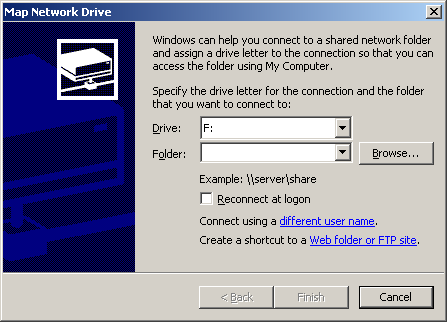 Map Network Drive
Windows can help you connect to a shared network folder
and assign a drive letter to the connection so that you can
access the folder using My Computer.
Specify the drive letter for the connection and the folder
that you want to connect to:
Drive: F:
Folder: Browse...
Example: \\server\share
Reconnect at logon
Connect using a different user name.
Create a shortcut to a Web folder or FTP site.
< Back Finish Cancel